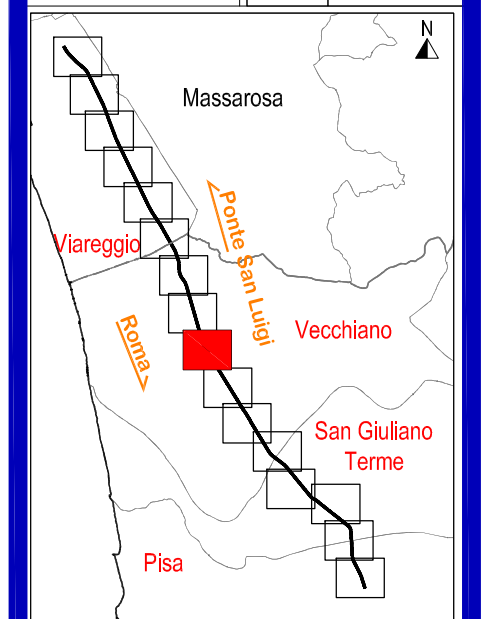 N
Massarosa
Ponte San Luigi
Viareggio
Roma
Vecchiano
San Giuliano
Terme
Pisa